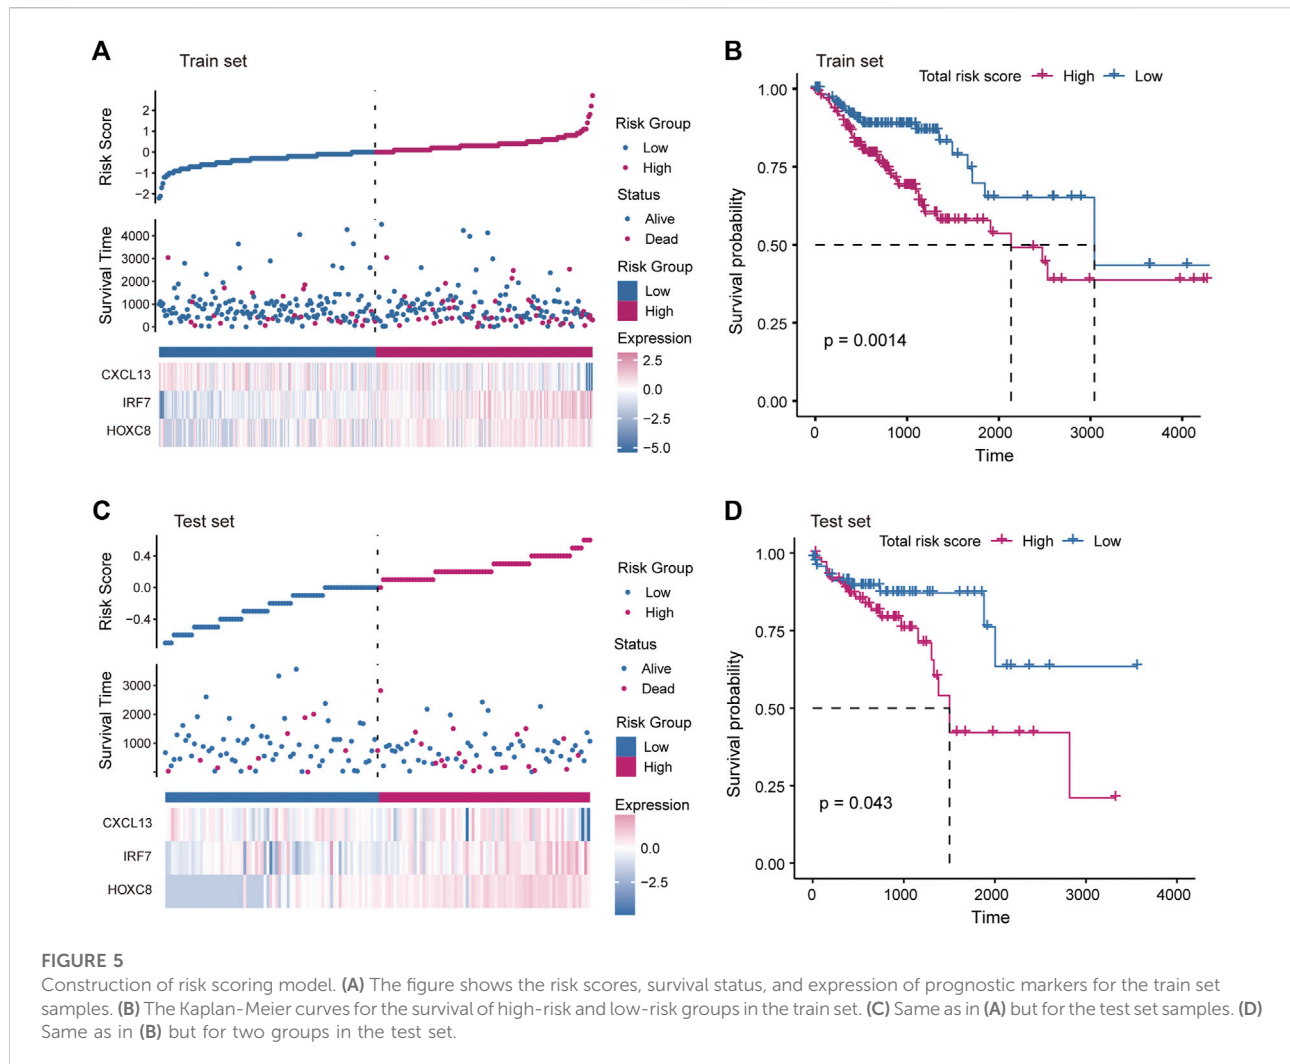 A
Train set
Risk Score
2
1
0
−1
−2
Risk Group
Low
High
Status
Alive
Dead
Survival Time
4000
3000
2000
1000
0
Risk Group
Low
High
Expression
2.5
0.0
−2.5
−5.0
CXCL13
IRF7
HOXC8
B
Train set
Total risk score High Low
Survival probability
1.00
0.75
0.50
0.25
0.00
p = 0.0014
0 1000 2000 3000 4000
Time
C
Test set
Risk Score
0.4
0.0
−0.4
Risk Group
Low
High
Status
Alive
Dead
Survival Time
3000
2000
1000
Risk Group
Low
High
Expression
0.0
−2.5
CXCL13
IRF7
HOXC8
D
Test set
Total risk score High Low
Survival probability
1.00
0.75
0.50
0.25
0.00
p = 0.043
0 1000 2000 3000 4000
Time
FIGURE 5
Construction of risk scoring model. (A) The figure shows the risk scores, survival status, and expression of prognostic markers for the train set
samples. (B) The Kaplan-Meier curves for the survival of high-risk and low-risk groups in the train set. (C) Same as in (A) but for the test set samples. (D)
Same as in (B) but for two groups in the test set.